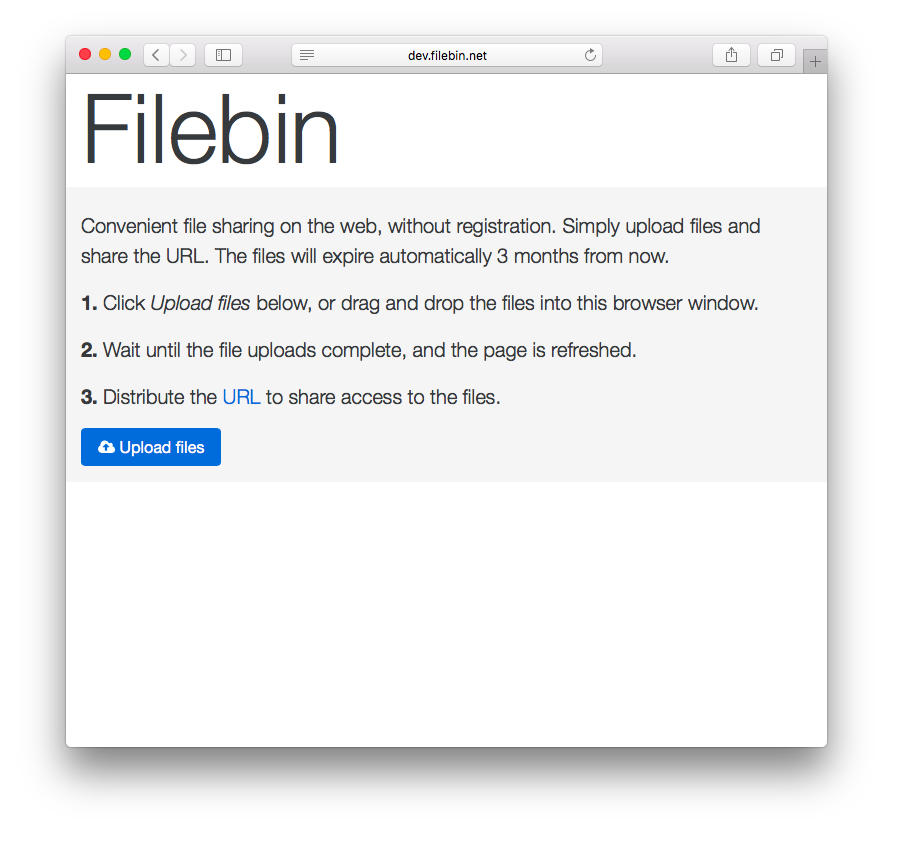 dev.filebin.net
Filebin
Convenient file sharing on the web, without registration. Simply upload files and
share the URL. The files will expire automatically 3 months from now.
1. Click Upload files below, or drag and drop the files into this browser window.
2. Wait until the file uploads complete, and the page is refreshed.
3. Distribute the URL to share access to the files.
Upload files